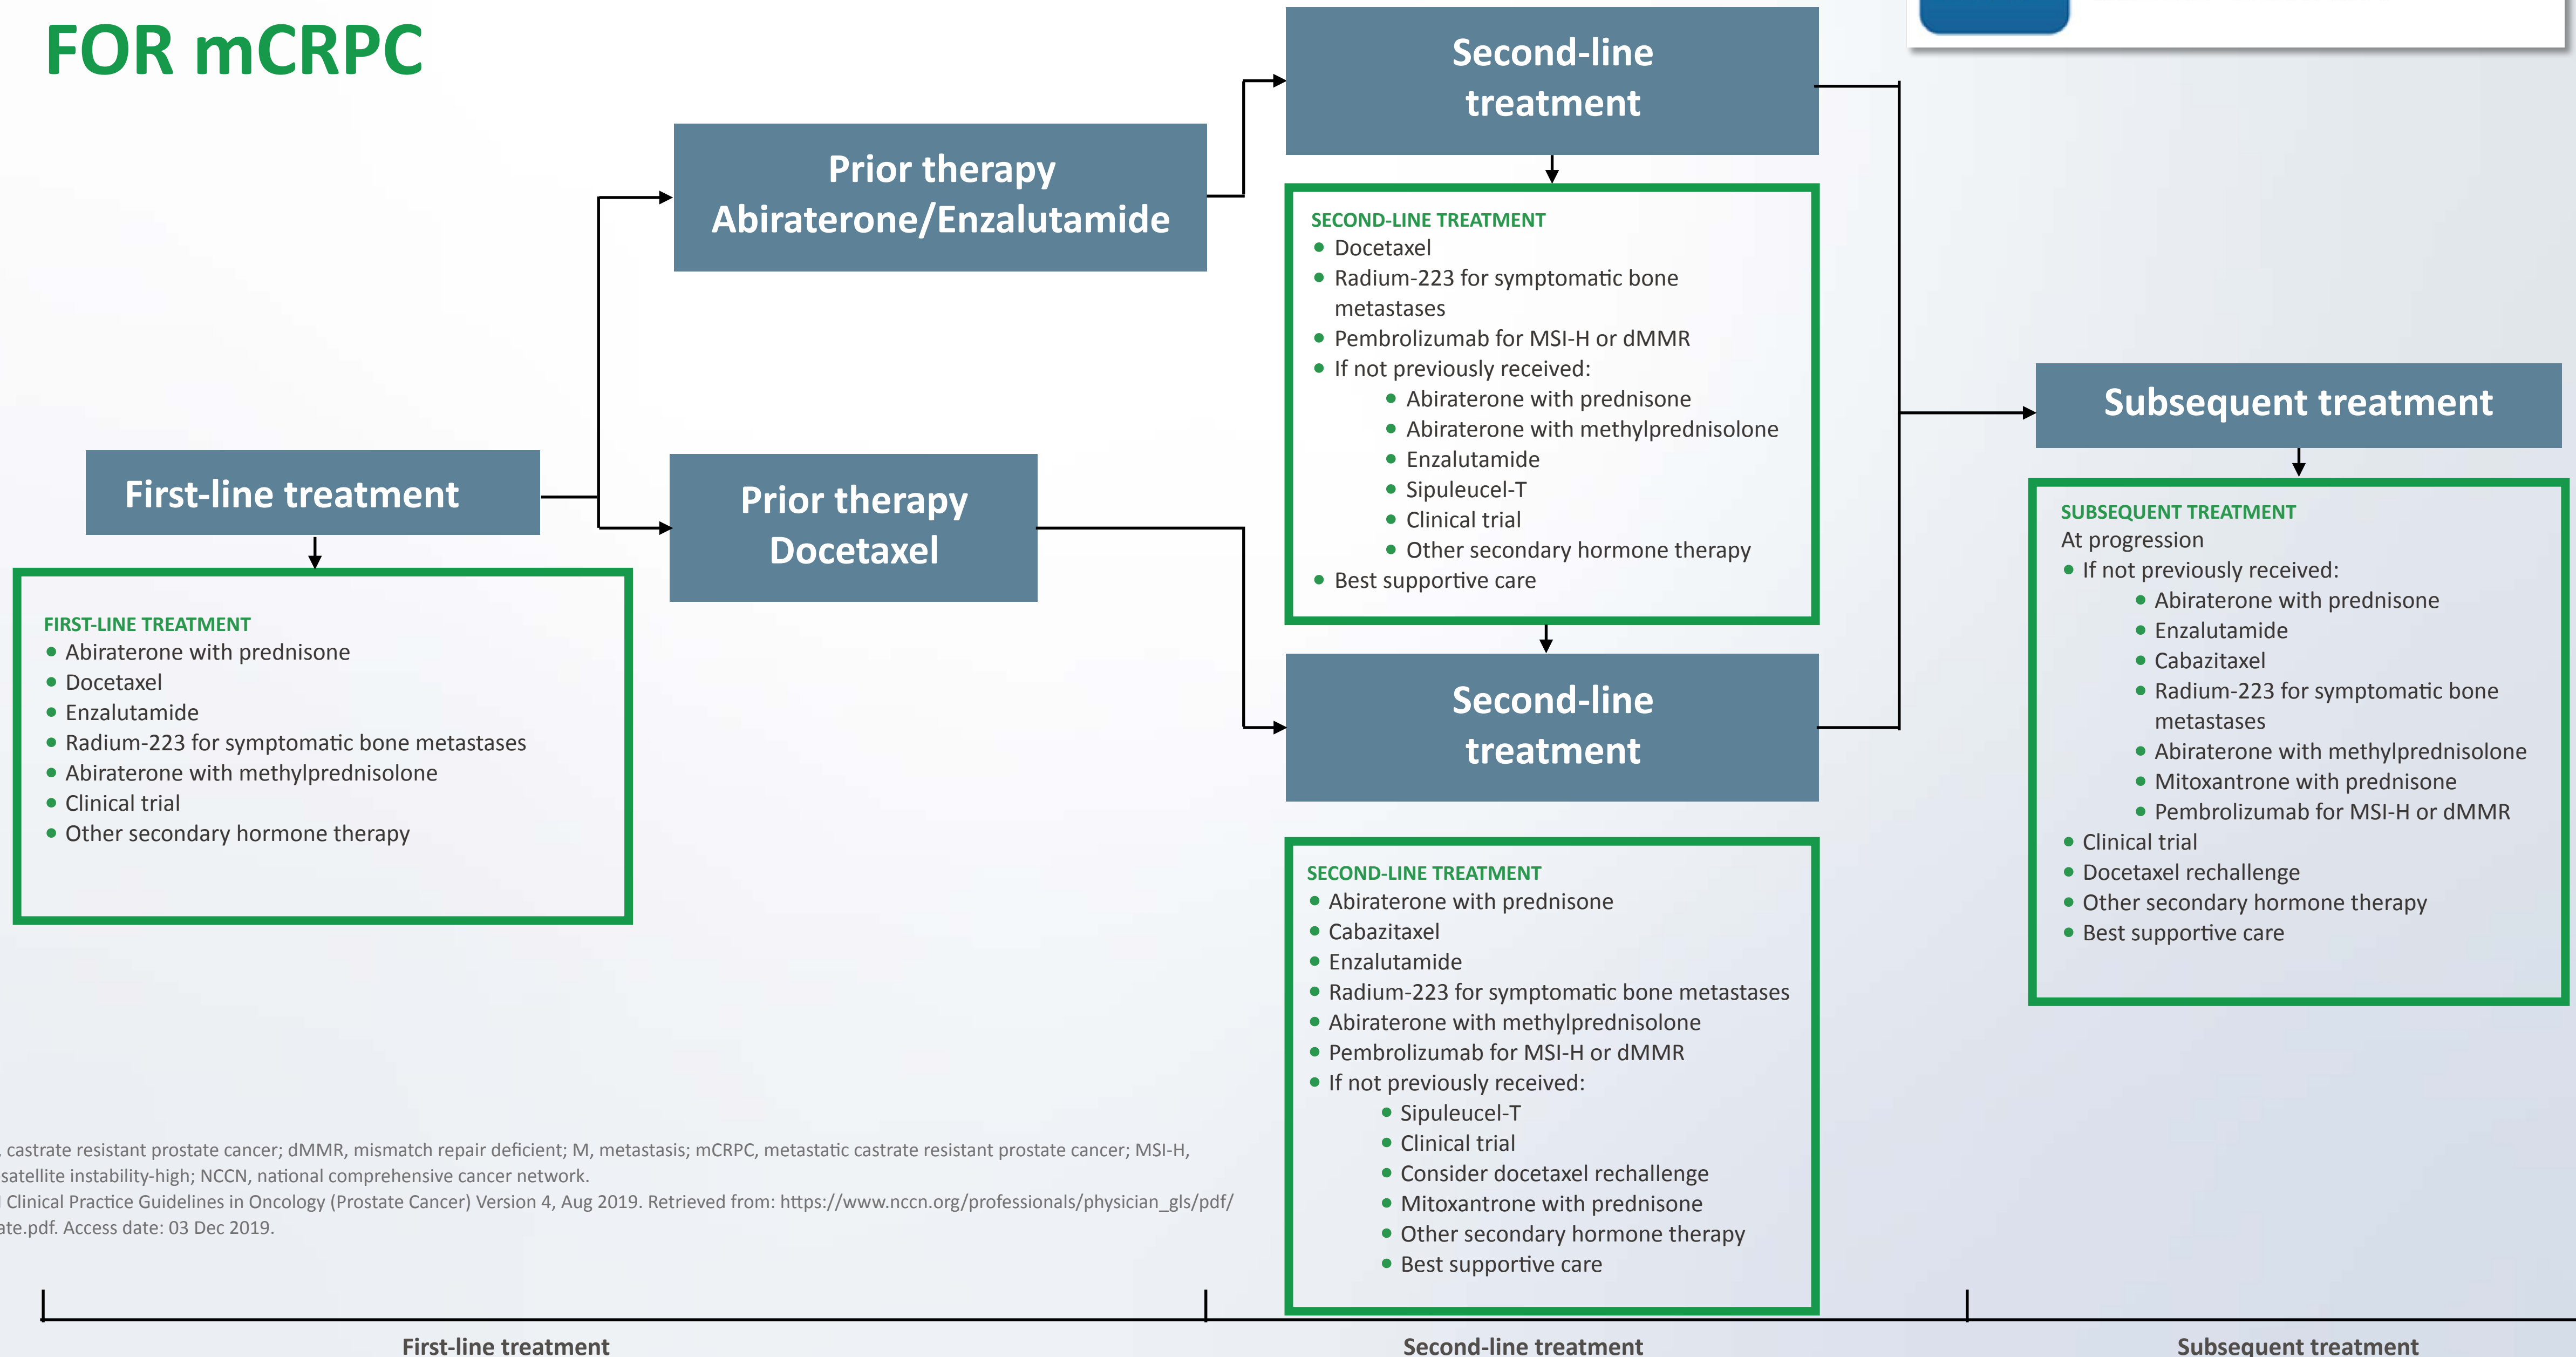 FOR mCRPC
First-line treatment
FIRST-LINE TREATMENT
• Abiraterone with prednisone
• Docetaxel
• Enzalutamide
• Radium-223 for symptomatic bone metastases
• Abiraterone with methylprednisolone
• Clinical trial
• Other secondary hormone therapy
Prior therapy
Abiraterone/Enzalutamide
Prior therapy
Docetaxel
Second-line
treatment
SECOND-LINE TREATMENT
• Docetaxel
• Radium-223 for symptomatic bone
metastases
• Pembrolizumab for MSI-H or dMMR
• If not previously received:
• Abiraterone with prednisone
• Abiraterone with methylprednisolone
• Enzalutamide
• Sipuleucel-T
• Clinical trial
• Other secondary hormone therapy
• Best supportive care
Second-line
treatment
SECOND-LINE TREATMENT
• Abiraterone with prednisone
• Cabazitaxel
• Enzalutamide
• Radium-223 for symptomatic bone metastases
• Abiraterone with methylprednisolone
• Pembrolizumab for MSI-H or dMMR
• If not previously received:
• Sipuleucel-T
• Clinical trial
• Consider docetaxel rechallenge
• Mitoxantrone with prednisone
• Other secondary hormone therapy
• Best supportive care
Subsequent treatment
SUBSEQUENT TREATMENT
At progression
• If not previously received:
• Abiraterone with prednisone
• Enzalutamide
• Cabazitaxel
• Radium-223 for symptomatic bone
metastases
• Abiraterone with methylprednisolone
• Mitoxantrone with prednisone
• Pembrolizumab for MSI-H or dMMR
• Clinical trial
• Docetaxel rechallenge
• Other secondary hormone therapy
• Best supportive care
, castrate resistant prostate cancer; dMMR, mismatch repair deficient; M, metastasis; mCRPC, metastatic castrate resistant prostate cancer; MSI-H,
satellite instability-high; NCCN, national comprehensive cancer network.
Clinical Practice Guidelines in Oncology (Prostate Cancer) Version 4, Aug 2019. Retrieved from: https://www.nccn.org/professionals/physician_gls/pdf/
ate.pdf. Access date: 03 Dec 2019.
First-line treatment
Second-line treatment
Subsequent treatment